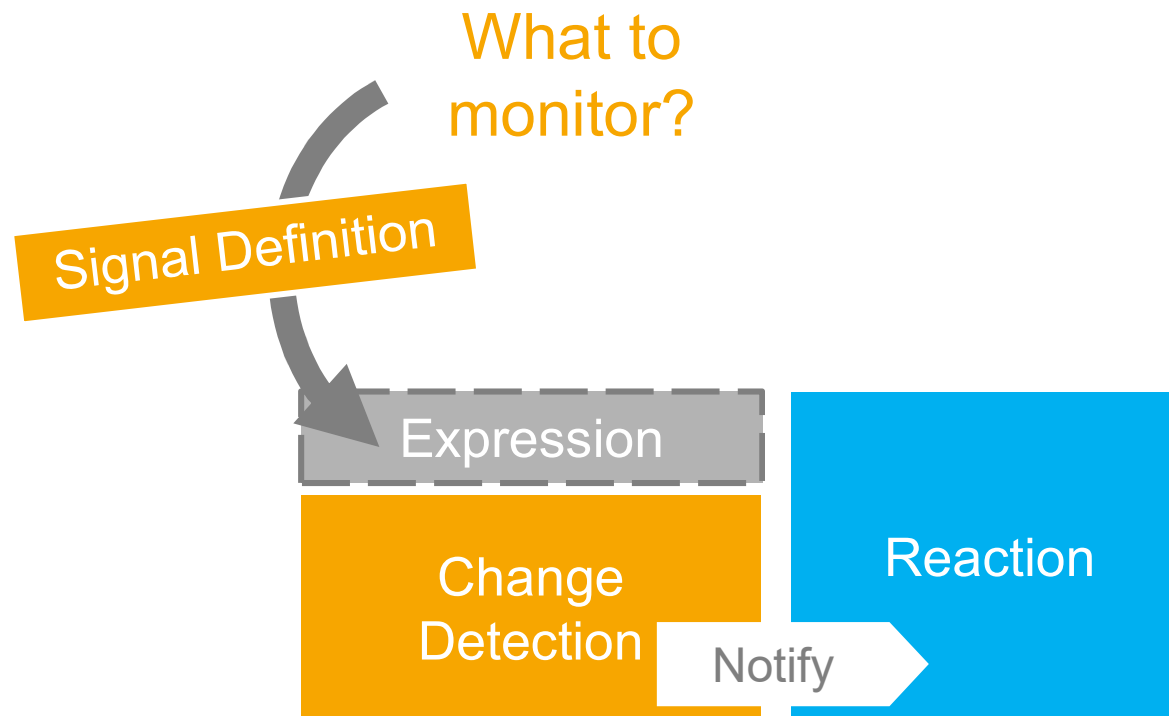 What to
monitor?
Signal Definition
Expression
Change
Detection
Reaction
Notify